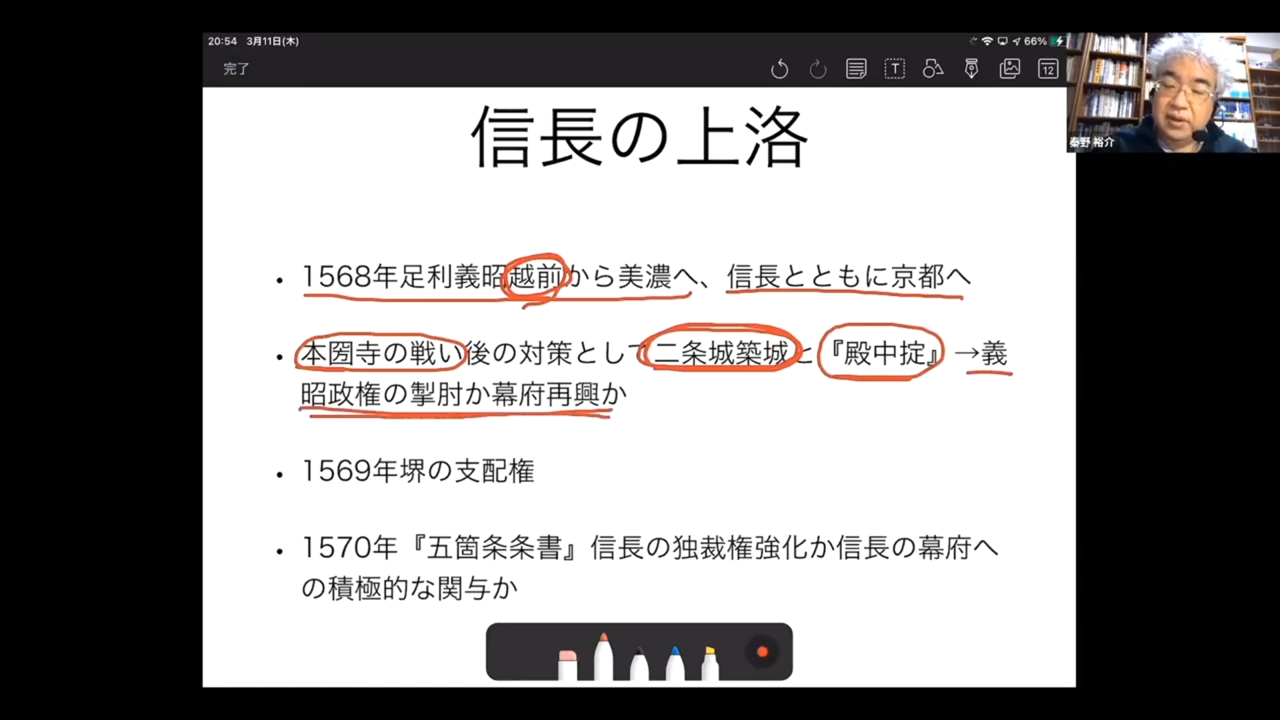 20:54 3月11日(木)
66%
完了
T
12
秦野 裕介
信長の上洛
• 1568年足利義昭越前から美濃へ、信長とともに京都へ
• 本圀寺の戦い後の対策として二条城築城と『殿中掟』→義
昭政権の掣肘か幕府再興か
• 1569年堺の支配権
• 1570年『五箇条条書』信長の独裁権強化か信長の幕府へ
の積極的な関与か